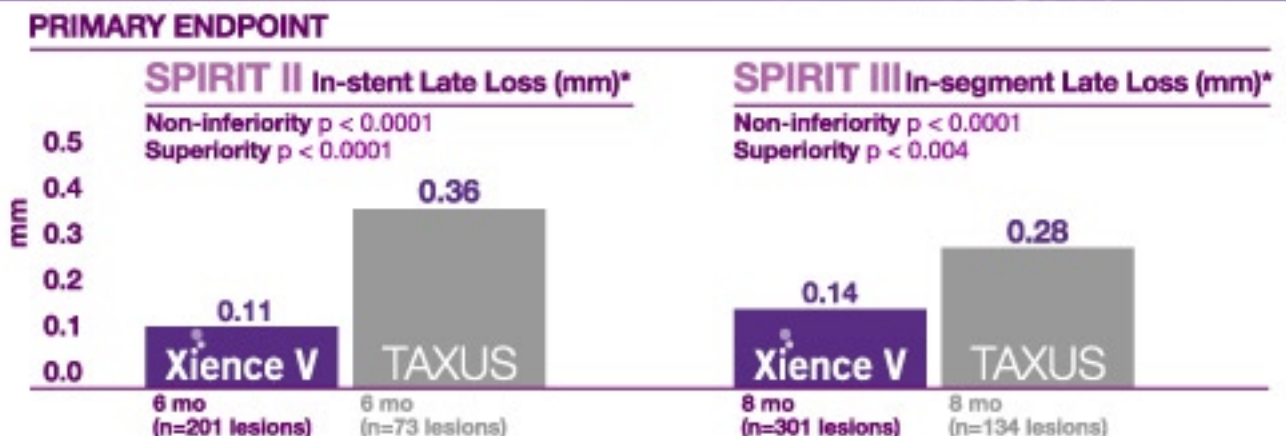 PRIMARY ENDPOINT
SPIRIT II In-stent Late Loss (mm)*
Non-inferiority p < 0.0001
Superiority p < 0.0001
SPIRIT III In-segment Late Loss (mm)*
Non-inferiority p < 0.0001
Superiority p < 0.004
mm
0.5
0.4
0.3
0.2
0.1
0.0
0.11
Xience V
6 mo
(n=201 lesions)
0.36
TAXUS
6 mo
(n=73 lesions)
0.14
Xience V
8 mo
(n=301 lesions)
0.28
TAXUS
8 mo
(n=134 lesions)